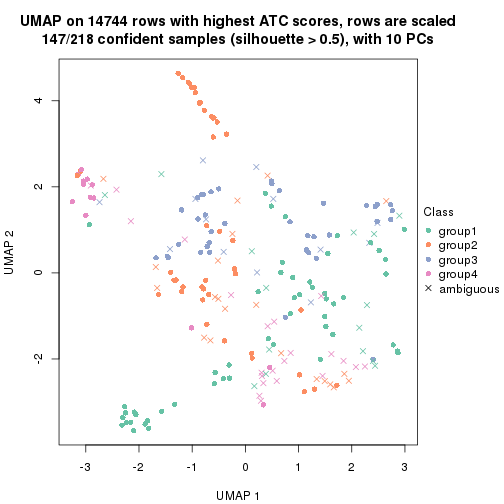 UMAP on 14744 rows with highest ATC scores, rows are scaled
147/218 confident samples (silhouette > 0.5), with 10 PCs
4
2
0
-2
UMAP 2
-3
-2
-1
0
1
2
3
UMAP 1
Class
group1
group2
group3
group4
ambiguous